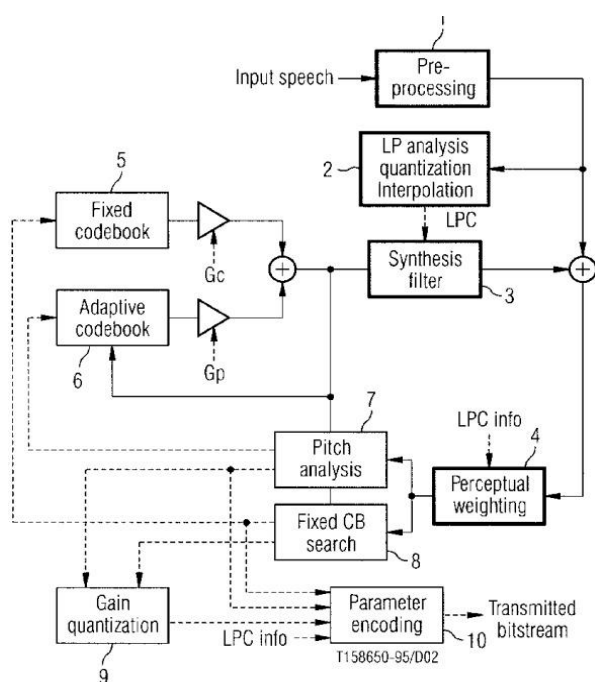 1
Input speech
Pre-
processing
2
LP analysis
quantization
Interpolation
LPC
5
Fixed
codebook
Gc
Synthesis
filter
3
Adaptive
codebook
6
Gp
7
Pitch
analysis
LPC info
4
Perceptual
weighting
Fixed CB
search
8
Gain
quantization
9
LPC info
Parameter
encoding
10
Transmitted
bitstream
T158650-95/D02